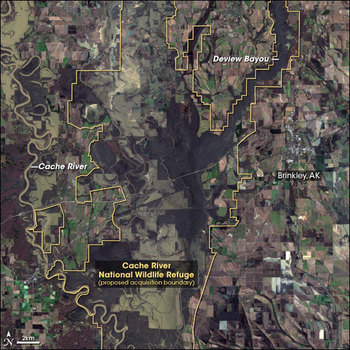 Deview Bayou
Cache River
Brinkley, AK
Cache River
National Wildlife Refuge
(proposed acquisition boundary)
N
2km